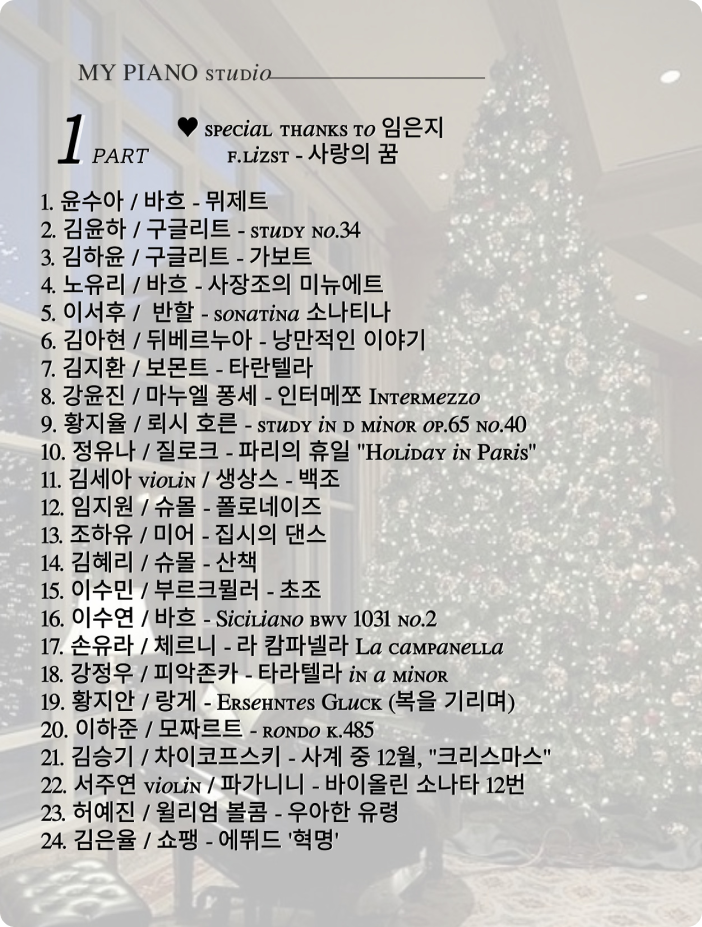 MY PIANO studio
1 PART
♥ special thanks to 임은지
F.Lizst - 사랑의 꿈
1. 윤수아 / 바흐 - 뮈제트
2. 김윤하 / 구글리트 - study no.34
3. 김하윤 / 구글리트 - 가보트
4. 노유리 / 바흐 - 사장조의 미뉴에트
5. 이서후 / 반할 - sonatina 소나티나
6. 김아현 / 뒤베르누아 - 낭만적인 이야기
7. 김지환 / 보몬트 - 타란텔라
8. 강윤진 / 마누엘 퐁세 - 인터메쪼 Intermezzo
9. 황지율 / 뢰시 호른 - study in d minor op.65 no.40
10. 정유나 / 질로크 - 파리의 휴일 "Holiday in Paris"
11. 김세아 violin / 생상스 - 백조
12. 임지원 / 슈몰 - 폴로네이즈
13. 조하유 / 미어 - 집시의 댄스
14. 김혜리 / 슈몰 - 산책
15. 이수민 / 부르크뮐러 - 초조
16. 이수연 / 바흐 - Siciliano bwv 1031 no.2
17. 손유라 / 체르니 - 라 캄파넬라 La campanella
18. 강정우 / 피악존카 - 타라텔라 in a minor
19. 황지안 / 랑게 - Ersehntes Gluck (복을 기리며)
20. 이하준 / 모짜르트 - rondo k.485
21. 김승기 / 차이코프스키 - 사계 중 12월, "크리스마스"
22. 서주연 violin / 파가니니 - 바이올린 소나타 12번
23. 허예진 / 윌리엄 볼콤 - 우아한 유령
24. 김은율 / 쇼팽 - 에뛰드 '혁명'